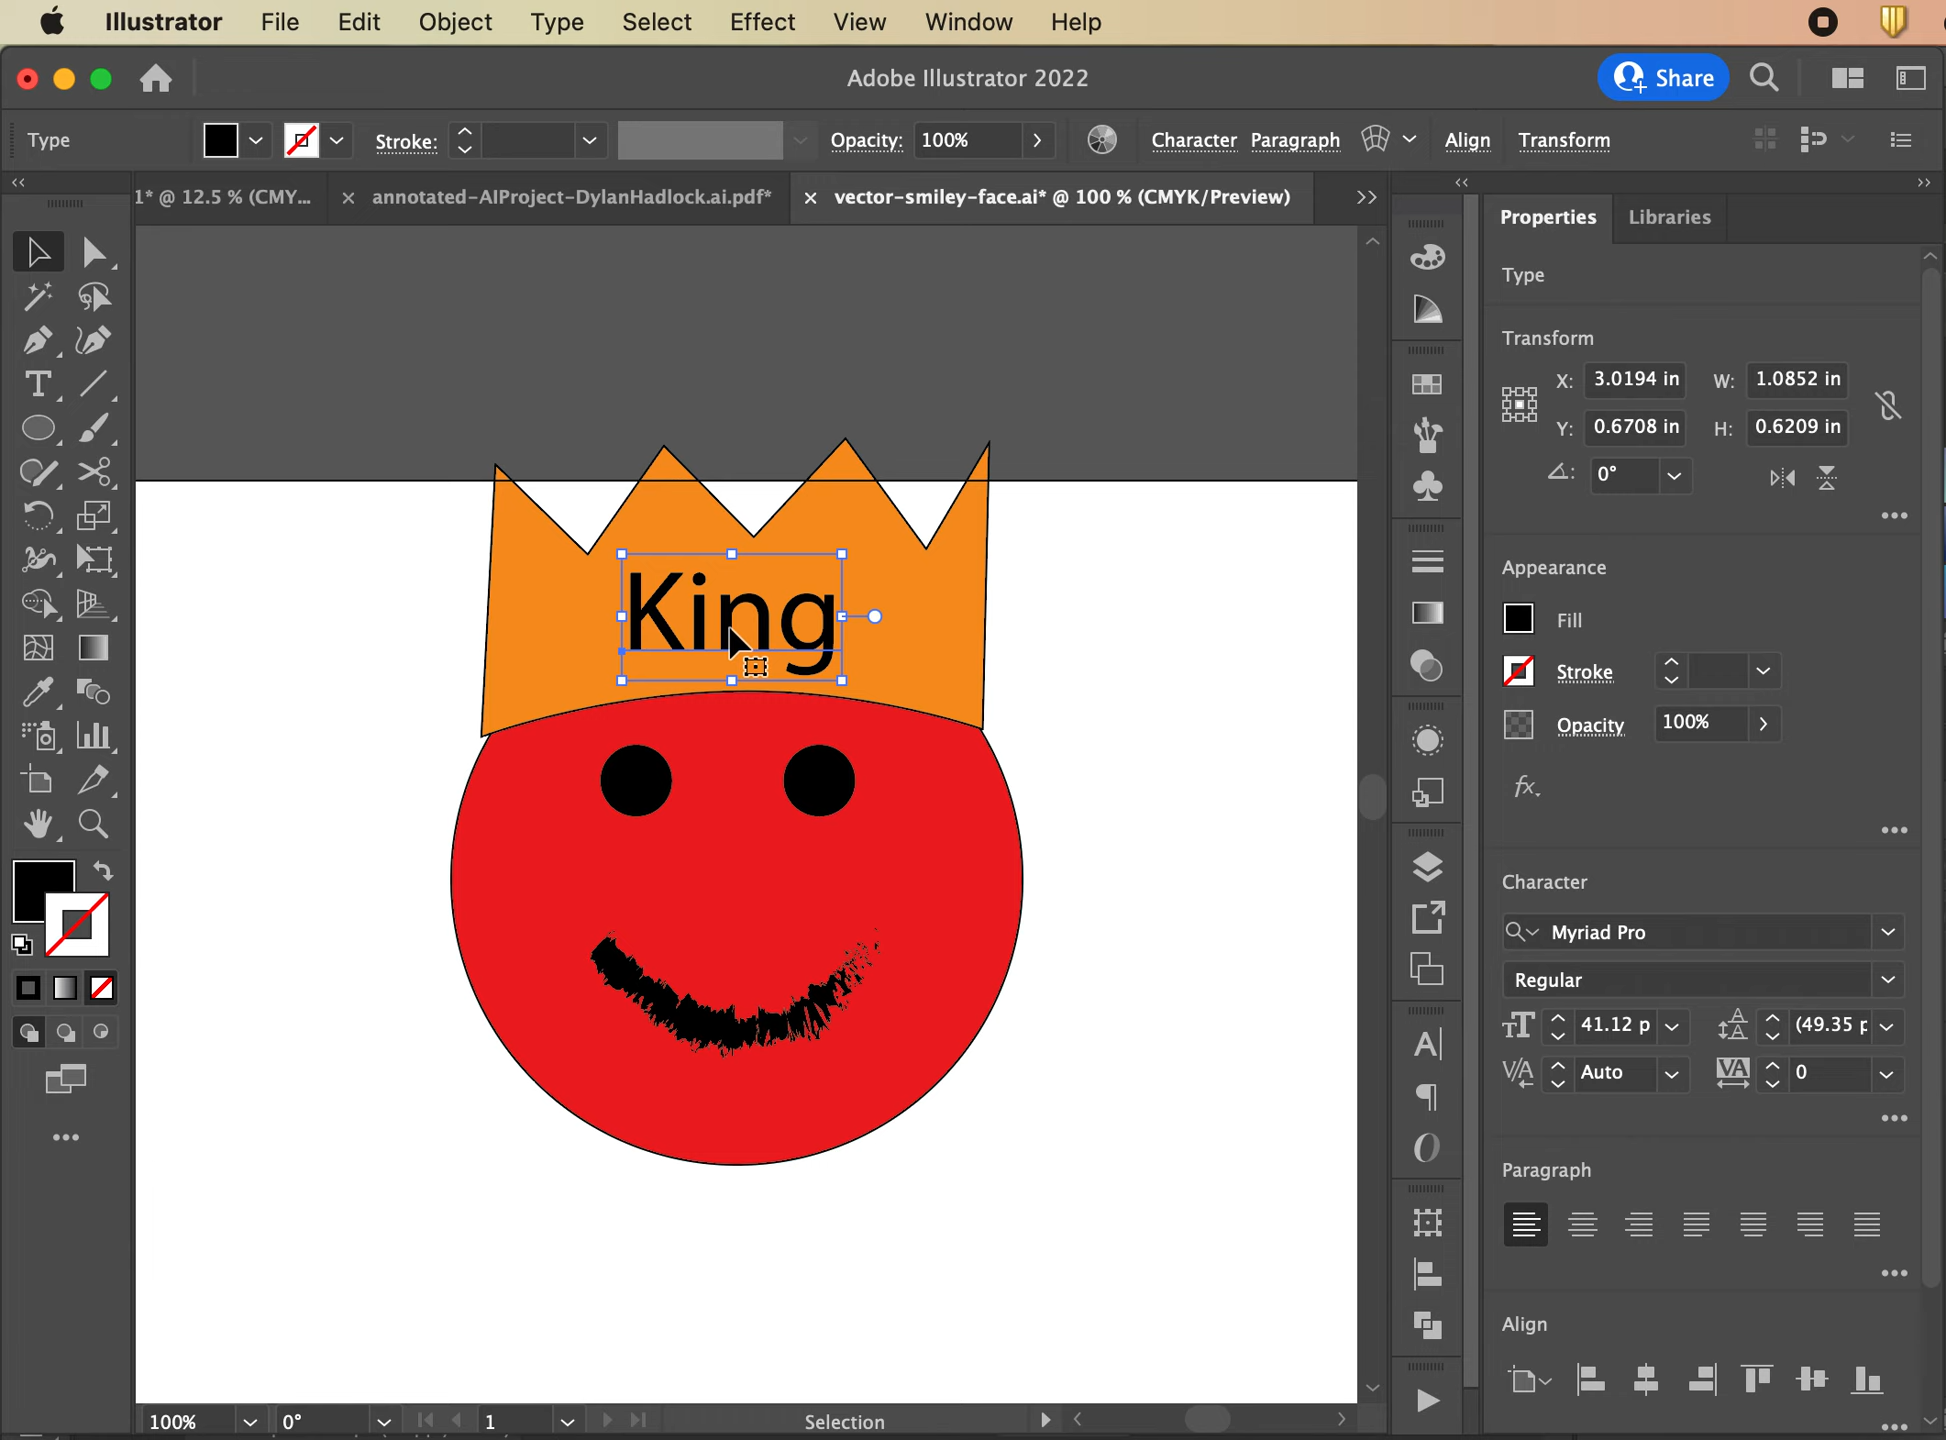 Illustrator File Edit Object Type Select Effect View Window Help
Adobe Illustrator 2022
Share
Type
Stroke:
Opacity: 100%
Character Paragraph
Align Transform
1* @ 12.5 % (CMY...
annotated-AIProject-DylanHadlock.ai.pdf*
vector-smiley-face.ai* @ 100 % (CMYK/Preview)
Properties Libraries
Type
Transform
X: 3.0194 in W: 1.0852 in
Y: 0.6708 in H: 0.6209 in
0°
Appearance
Fill
Stroke
Opacity 100%
fx.
Character
Myriad Pro
Regular
41.12 p (49.35 p
Auto 0
Paragraph
Align
King
100% 0° 1 Selection